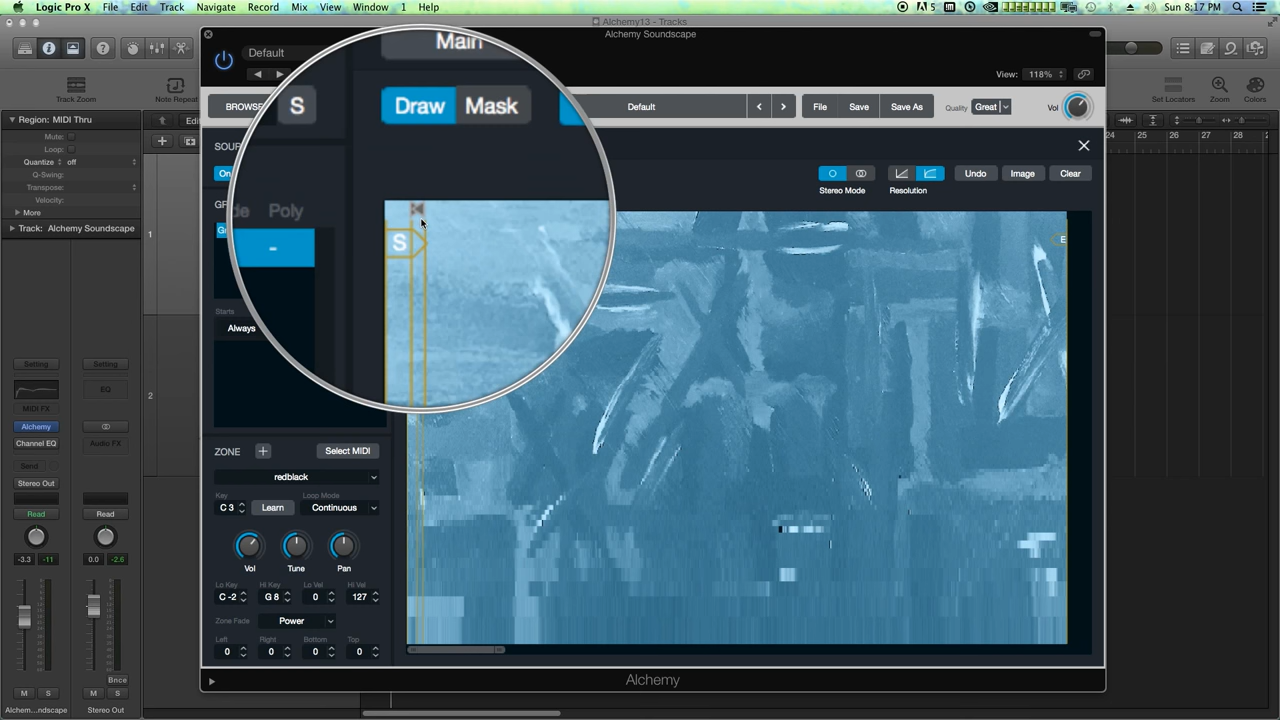 Logic Pro X File Edit Track Navigate Record Mix View Window 1 Help
5 Sun 8:17 PM
Alchemy13 - Tracks
Alchemy Soundscape
Default
View: 118%
Track Zoom
Note Repeat
Set Locators
Zoom
Colors
Main
BROWSE
S
Draw
Mask
Default
File
Save
Save As
Quality
Great
Vol
Region: MIDI Thru
Mute:
Loop:
Quantize
off
Q-Swing:
Transpose:
Velocity:
More
Track: Alchemy Soundscape
24 25 26 27 28
Stereo Mode
Resolution
Undo
Image
Clear
Poly
-
S
E
Starts
Always
1
2
Setting
Setting
EQ
MIDI FX
Alchemy
Channel EQ
Audio FX
Send
Stereo Out
Read
Read
-3.3
-11
0.0
-2.6
Bnce
M
S
M
S
Alchem...ndscape
Stereo Out
ZONE
+
Select MIDI
redblack
Key
C 3
Learn
Loop Mode
Continuous
Vol
Tune
Pan
Lo Key
Hi Key
Lo Vel
Hi Vel
C -2
G 8
0
127
Zone Fade
Power
Left
Right
Bottom
Top
0
0
0
0
Alchemy